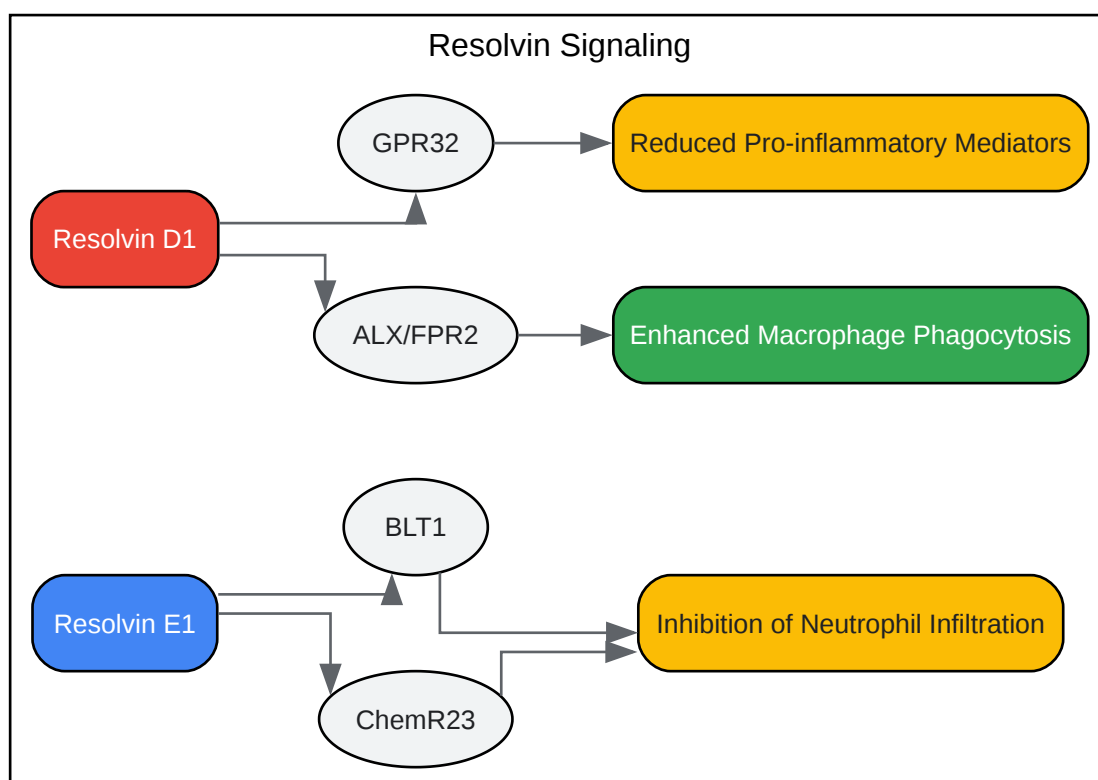 Resolvin Signaling
GPR32
Reduced Pro-inflammatory Mediators
Resolvin D1
ALX/FPR2
Enhanced Macrophage Phagocytosis
BLT1
Resolvin E1
Inhibition of Neutrophil Infiltration
ChemR23